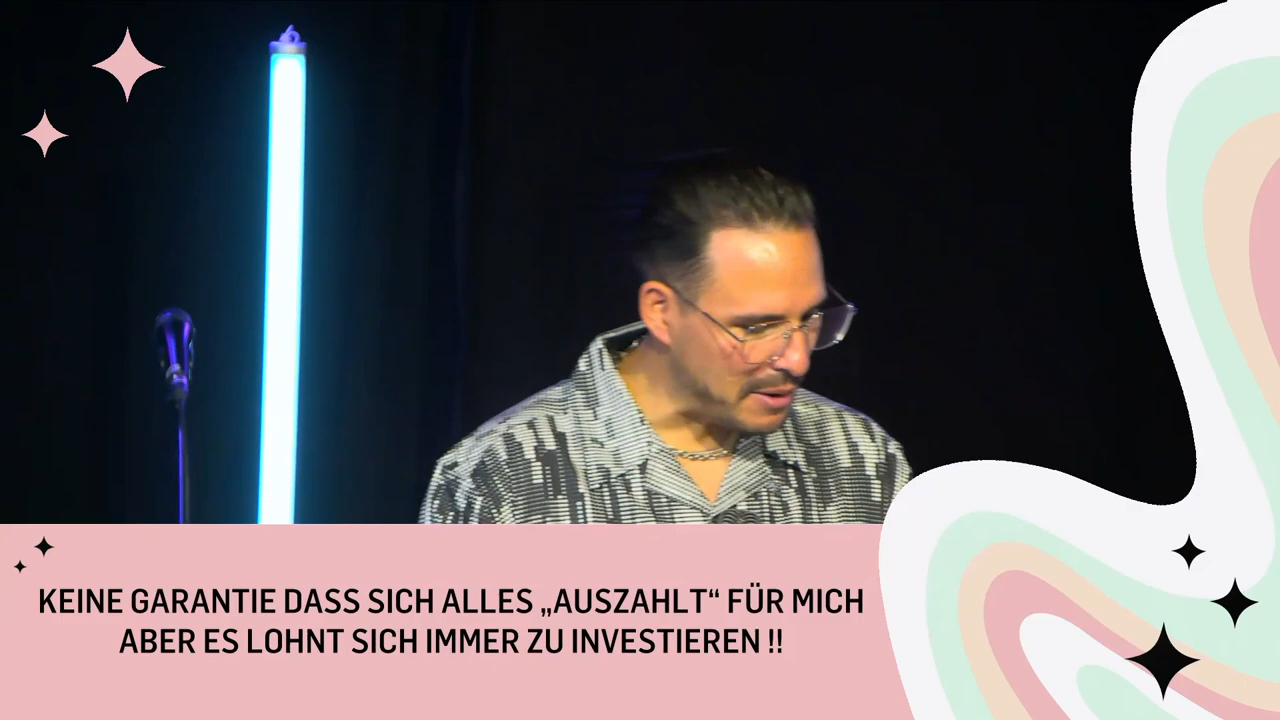 KEINE GARANTIE DASS SICH ALLES „AUSZAHLT“ FÜR MICH
ABER ES LOHNT SICH IMMER ZU INVESTIEREN !!